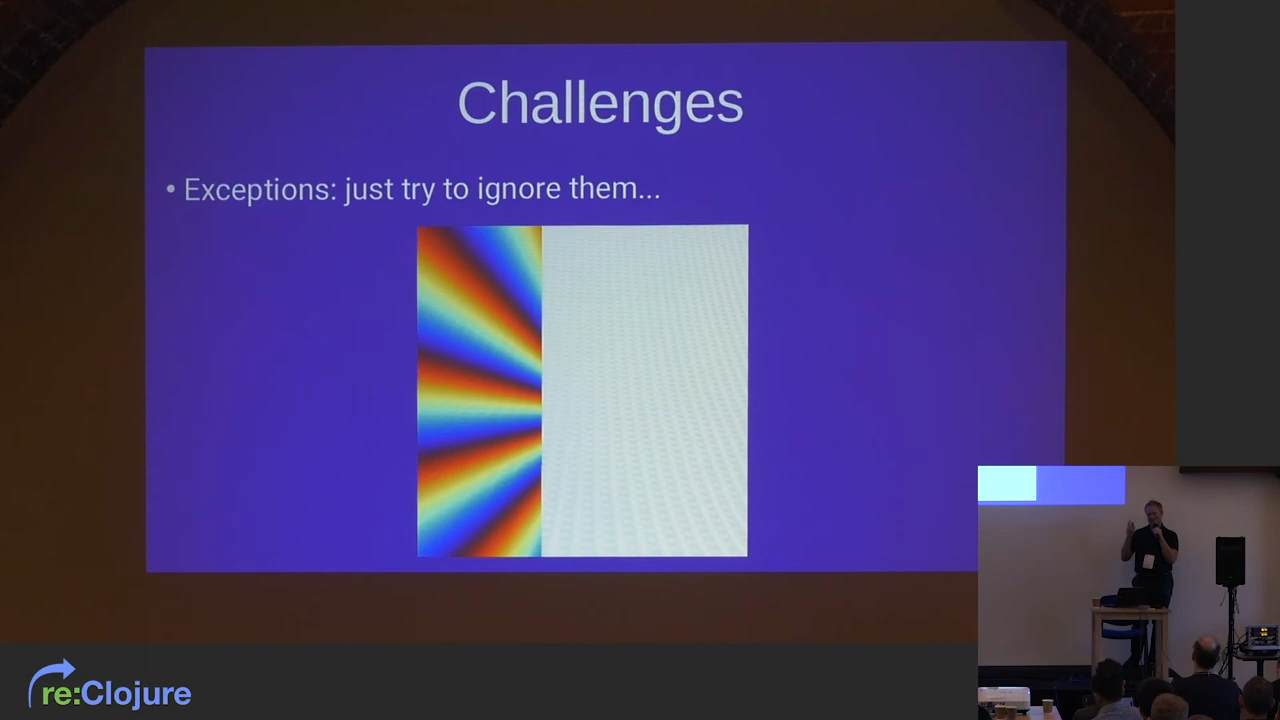 Challenges
• Exceptions: just try to ignore them...
re:Clojure